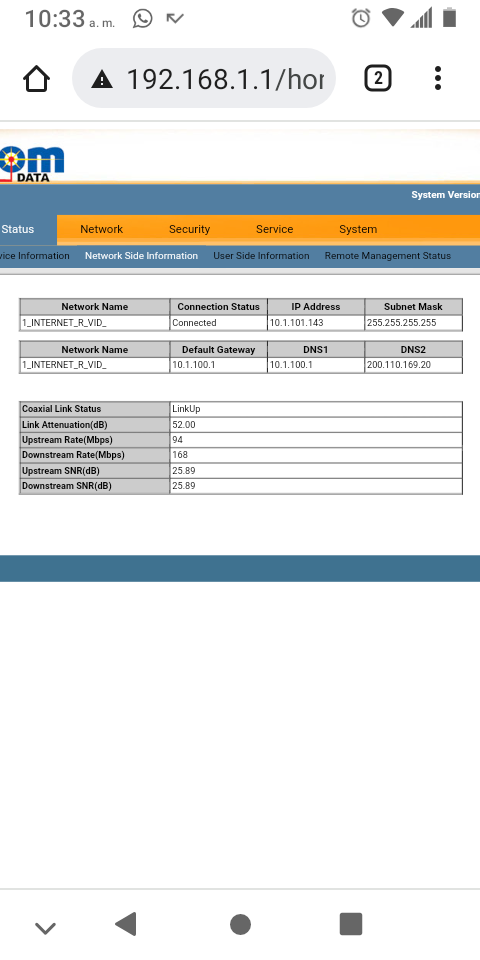 10:33 a. m.
192.168.1.1/hor
2
om
DATA
System Version
Status Network Security Service System
vice Information Network Side Information User Side Information Remote Management Status
Network Name Connection Status IP Address Subnet Mask
1_INTERNET_R_VID_ Connected 10.1.101.143 255.255.255.255
Network Name Default Gateway DNS1 DNS2
1_INTERNET_R_VID_ 10.1.100.1 10.1.100.1 200.110.169.20
Coaxial Link Status LinkUp
Link Attenuation(dB) 52.00
Upstream Rate(Mbps) 94
Downstream Rate(Mbps) 168
Upstream SNR(dB) 25.89
Downstream SNR(dB) 25.89